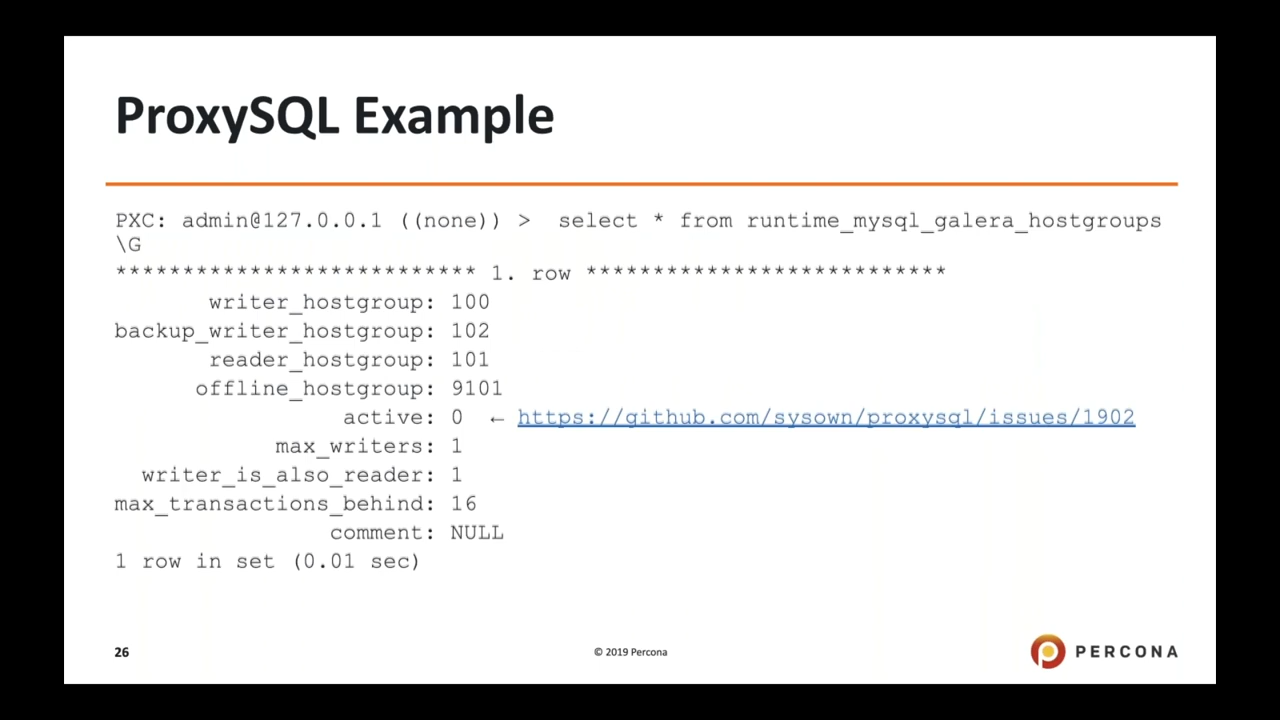 ProxySQL Example
PXC: admin@127.0.0.1 ((none)) >  select * from runtime_mysql_galera_hostgroups
\G
*************************** 1. row ***************************
writer_hostgroup: 100
backup_writer_hostgroup: 102
reader_hostgroup: 101
offline_hostgroup: 9101
active: 0 ← https://github.com/sysown/proxysql/issues/1902
max_writers: 1
writer_is_also_reader: 1
max_transactions_behind: 16
comment: NULL
1 row in set (0.01 sec)
26
© 2019 Percona
PERCONA